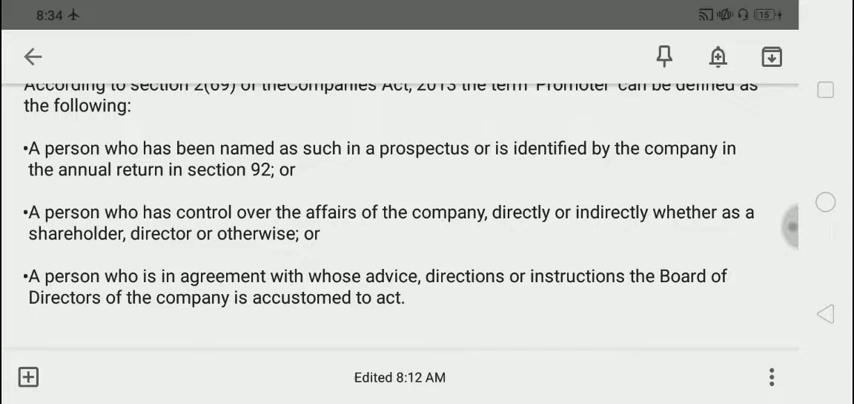 8:34
15
According to section 2(69) of theCompanies Act, 2013 the term 'Promoter' can be defined as
the following:
•A person who has been named as such in a prospectus or is identified by the company in
the annual return in section 92; or
•A person who has control over the affairs of the company, directly or indirectly whether as a
shareholder, director or otherwise; or
•A person who is in agreement with whose advice, directions or instructions the Board of
Directors of the company is accustomed to act.
Edited 8:12 AM